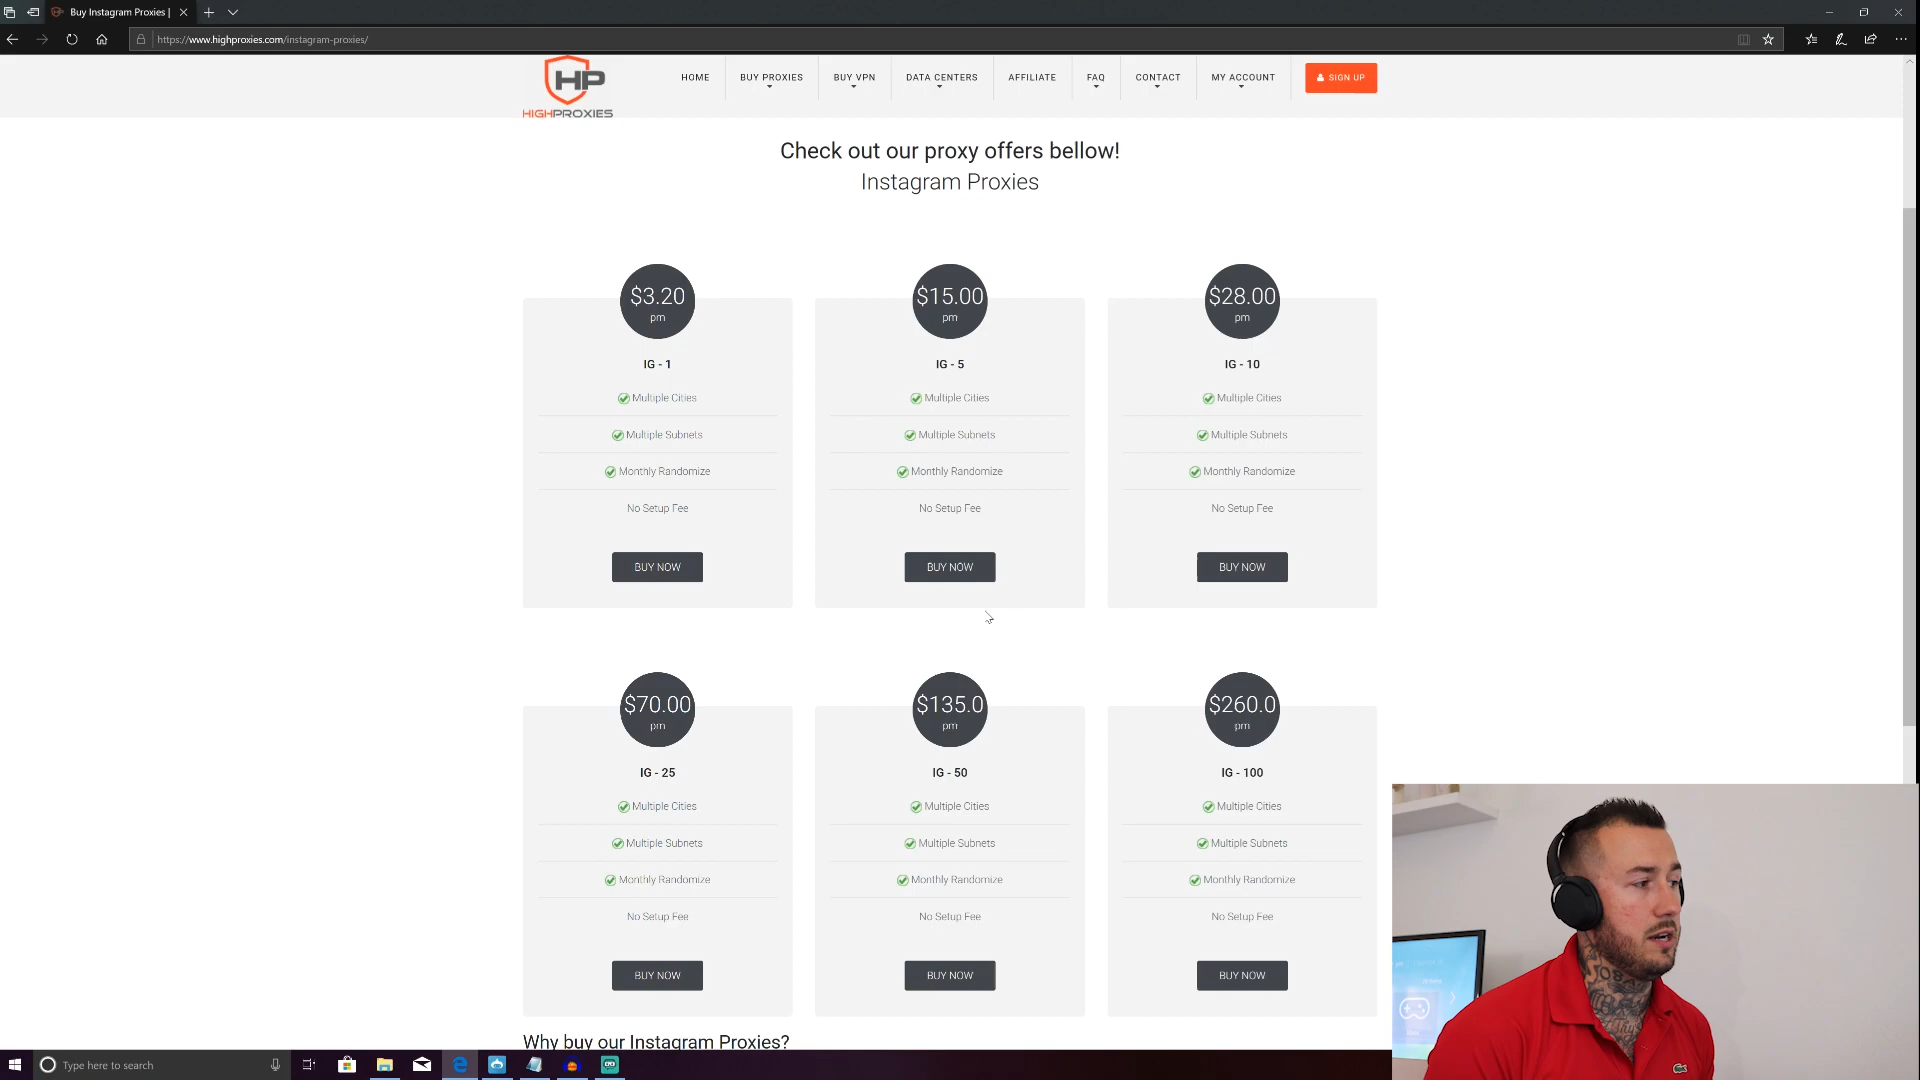 Buy Instagram Proxies |
https://www.highproxies.com/instagram-proxies/
HP
HIGHPROXIES
HOME
BUY PROXIES
BUY VPN
DATA CENTERS
AFFILIATE
FAQ
CONTACT
MY ACCOUNT
SIGN UP
Check out our proxy offers bellow!
Instagram Proxies
$3.20
pm
IG - 1
Multiple Cities
Multiple Subnets
Monthly Randomize
No Setup Fee
BUY NOW
$15.00
pm
IG - 5
Multiple Cities
Multiple Subnets
Monthly Randomize
No Setup Fee
BUY NOW
$28.00
pm
IG - 10
Multiple Cities
Multiple Subnets
Monthly Randomize
No Setup Fee
BUY NOW
$70.00
pm
IG - 25
Multiple Cities
Multiple Subnets
Monthly Randomize
No Setup Fee
BUY NOW
$135.0
pm
IG - 50
Multiple Cities
Multiple Subnets
Monthly Randomize
No Setup Fee
BUY NOW
$260.0
pm
IG - 100
Multiple Cities
Multiple Subnets
Monthly Randomize
No Setup Fee
BUY NOW
Why buy our Instagram Proxies?
Type here to search